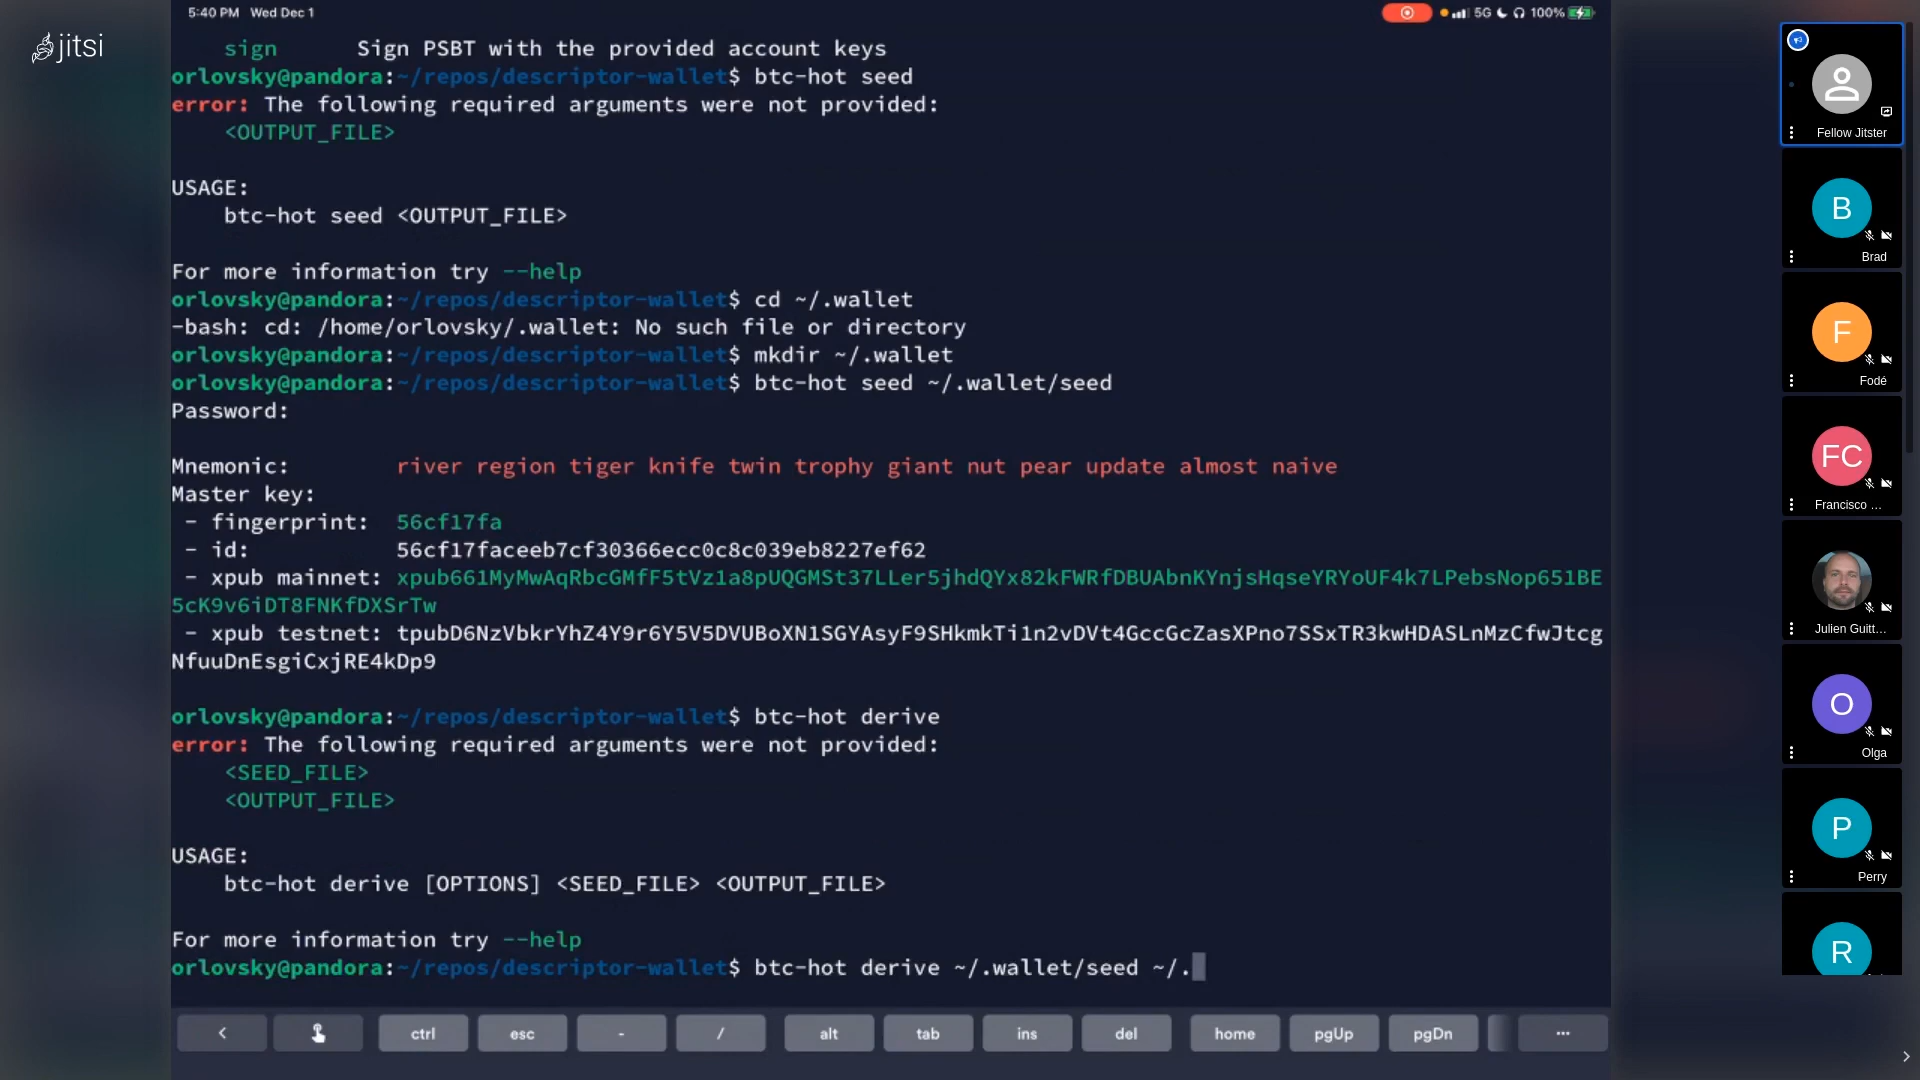 5:40 PM Wed Dec 1
5G 100%
jitsi
sign Sign PSBT with the provided account keys
orlovsky@pandora:~/repos/descriptor-wallet$ btc-hot seed
error: The following required arguments were not provided:
<OUTPUT_FILE>
USAGE:
btc-hot seed <OUTPUT_FILE>
For more information try --help
orlovsky@pandora:~/repos/descriptor-wallet$ cd ~/.wallet
-bash: cd: /home/orlovsky/.wallet: No such file or directory
orlovsky@pandora:~/repos/descriptor-wallet$ mkdir ~/.wallet
orlovsky@pandora:~/repos/descriptor-wallet$ btc-hot seed ~/.wallet/seed
Password:
Mnemonic: river region tiger knife twin trophy giant nut pear update almost naive
Master key:
- fingerprint: 56cf17fa
- id: 56cf17faceeb7cf30366ecc0c8c039eb8227ef62
- xpub mainnet: xpub661MyMwAqRbcGMfF5tVz1a8pUQGMSt37LLer5jhdQYx82kFWRfDBUAbnKYnjsHqseYRYoUF4k7LPebsNop651BE
5cK9v6iDT8FNKfDXSrTw
- xpub testnet: tpubD6NzVbkrYhZ4Y9r6Y5V5DVUBoXN1SGYAsyF9SHkmkTi1n2vDVt4GccGcZasXPno7SSxTR3kwHDASLnMzCfwJtcg
NfuuDnEsgiCxjRE4kDp9
orlovsky@pandora:~/repos/descriptor-wallet$ btc-hot derive
error: The following required arguments were not provided:
<SEED_FILE>
<OUTPUT_FILE>
USAGE:
btc-hot derive [OPTIONS] <SEED_FILE> <OUTPUT_FILE>
For more information try --help
orlovsky@pandora:~/repos/descriptor-wallet$ btc-hot derive ~/.wallet/seed ~/.
< ctrl esc - / alt tab ins del home pgUp pgDn ...
Fellow Jitster
B
Brad
F
Fodé
FC
Francisco ...
Julien Guitt...
O
Olga
P
Perry
R